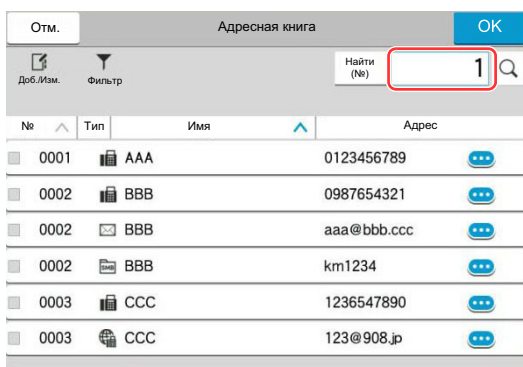 Отм. Адресная книга OK
Доб./Изм. Фильтр Найти (№) 1
№ Тип Имя Адрес
0001 AAA 0123456789
0002 BBB 0987654321
0002 BBB aaa@bbb.ccc
0002 SMB BBB km1234
0003 CCC 1236547890
0003 CCC 123@908.jp